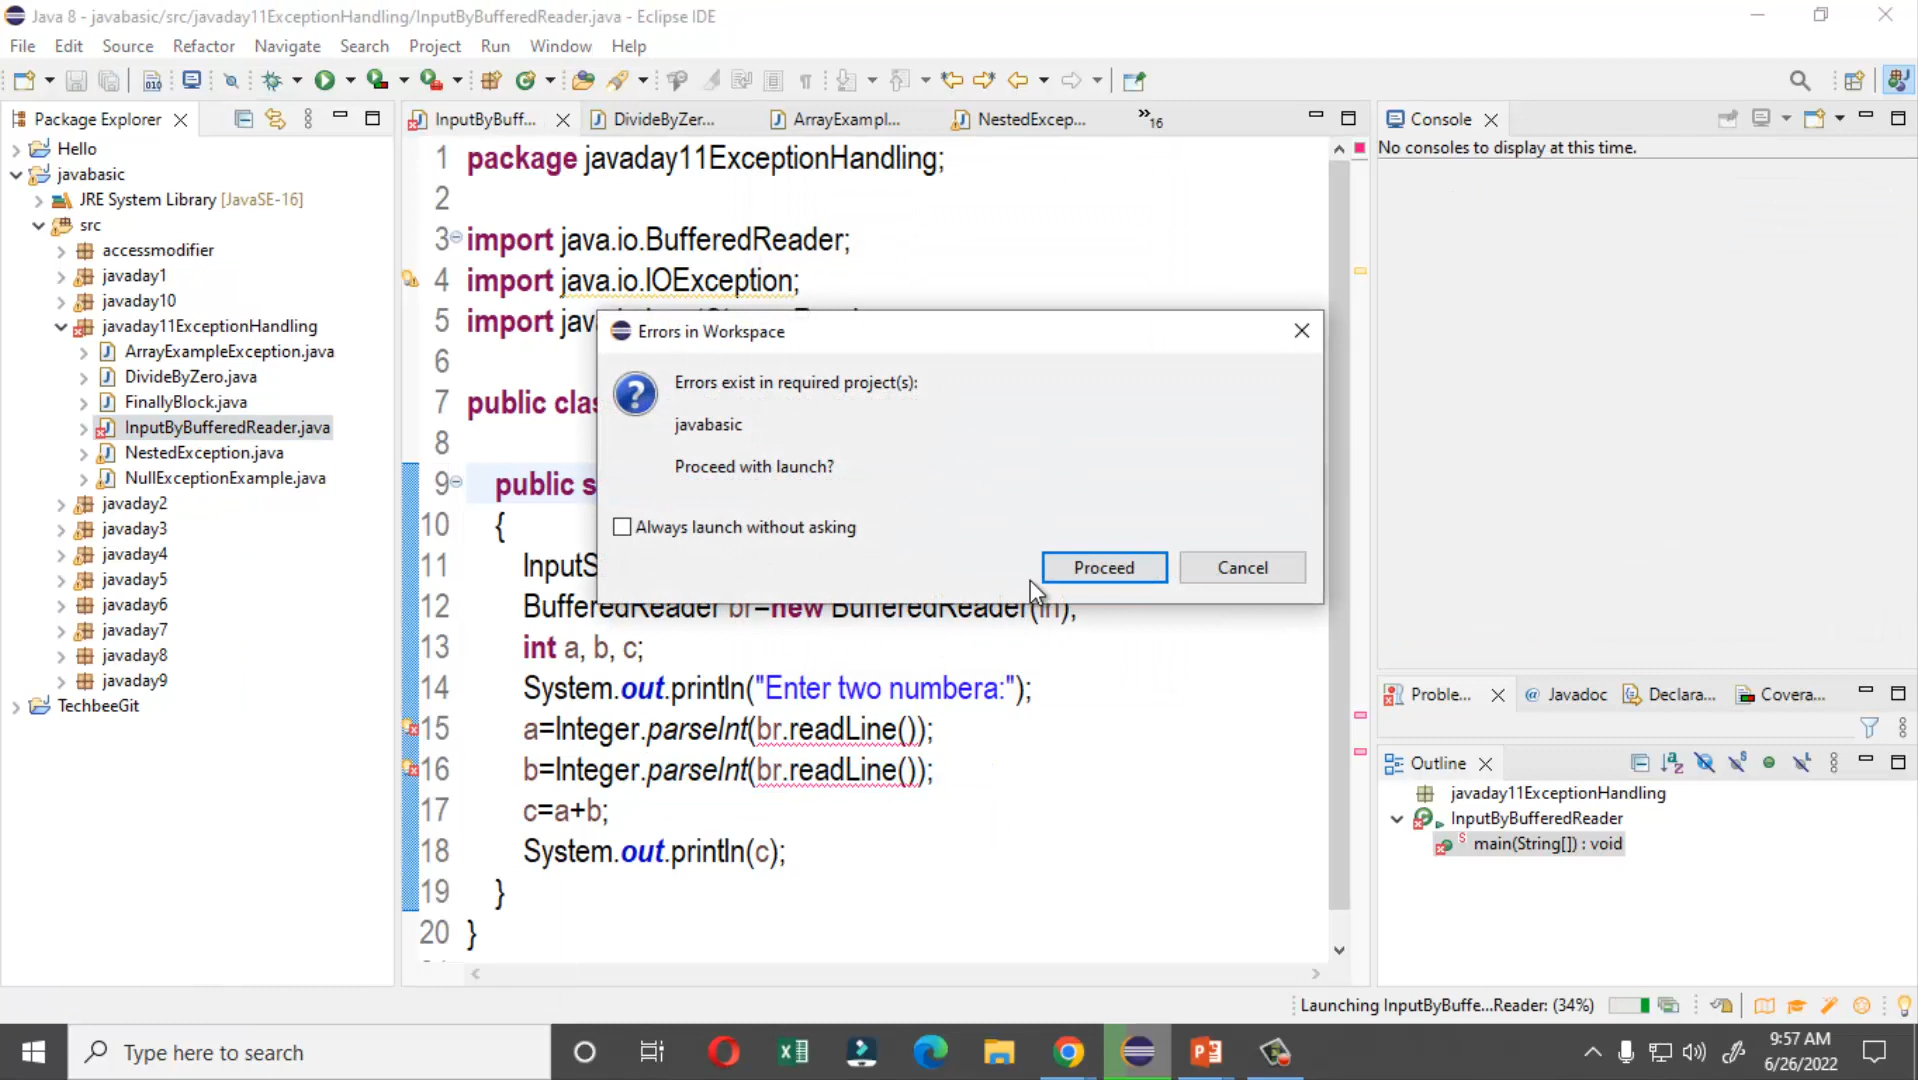 Java 8 - javabasic/src/javaday11ExceptionHandling/InputByBufferedReader.java - Eclipse IDE
File Edit Source Refactor Navigate Search Project Run Window Help
Package Explorer
Hello
javabasic
JRE System Library [JavaSE-16]
src
accessmodifier
javaday1
javaday10
javaday11ExceptionHandling
ArrayExampleException.java
DivideByZero.java
FinallyBlock.java
InputByBufferedReader.java
NestedException.java
NullExceptionExample.java
javaday2
javaday3
javaday4
javaday5
javaday6
javaday7
javaday8
javaday9
TechbeeGit
InputByBuff... DivideByZer... ArrayExampl... NestedExcep... »16
1 package javaday11ExceptionHandling;
2
3 import java.io.BufferedReader;
4 import java.io.IOException;
5 import jav
6
7 public clas
8
9 public s
10 {
11 InputS
12 BufferedReader br=new BufferedReader(in);
13 int a, b, c;
14 System.out.println("Enter two numbera:");
15 a=Integer.parseInt(br.readLine());
16 b=Integer.parseInt(br.readLine());
17 c=a+b;
18 System.out.println(c);
19 }
20 }
Errors in Workspace
Errors exist in required project(s):
javabasic
Proceed with launch?
Always launch without asking
Proceed Cancel
Console
No consoles to display at this time.
Proble... @ Javadoc Declara... Covera...
Outline
javaday11ExceptionHandling
InputByBufferedReader
main(String[]) : void
Launching InputByBuffe...Reader: (34%)
Type here to search
9:57 AM
6/26/2022